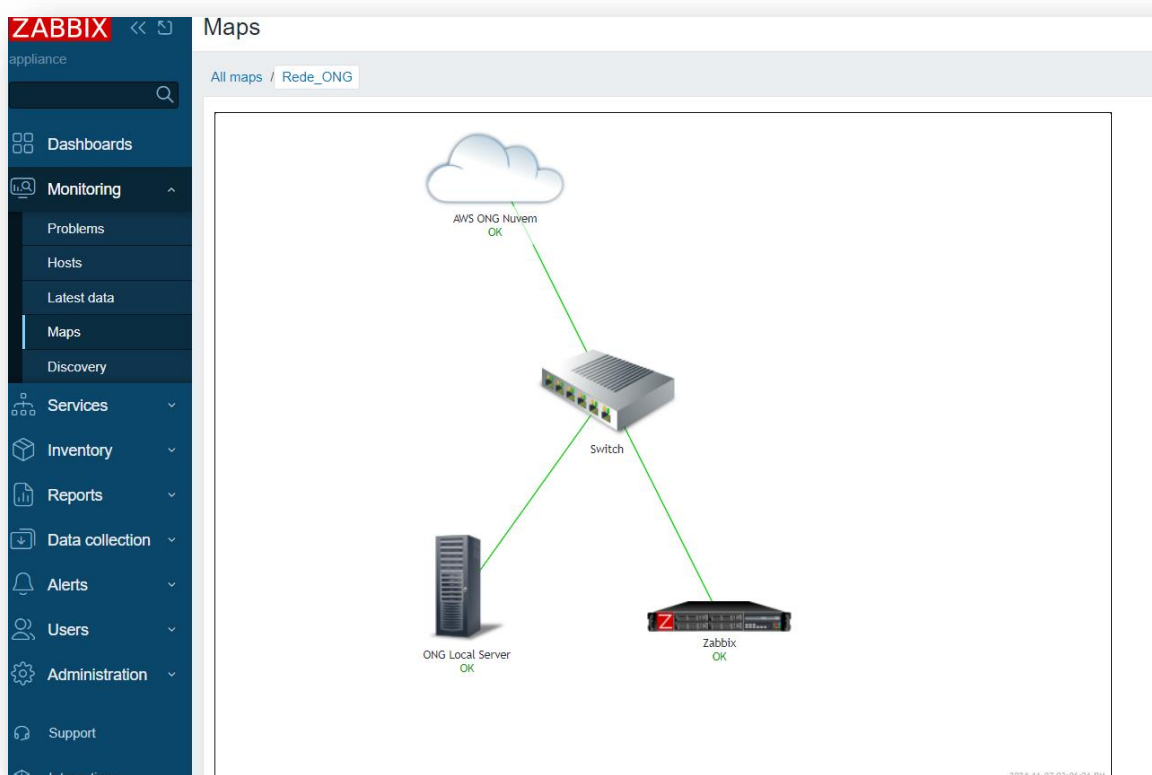 ZABBIX
appliance
Dashboards
Monitoring
Problems
Hosts
Latest data
Maps
Discovery
Services
Inventory
Reports
Data collection
Alerts
Users
Administration
Support
Maps
All maps / Rede_ONG
AWS ONG Nuvem
OK
Switch
ONG Local Server
OK
Z
Zabbix
OK